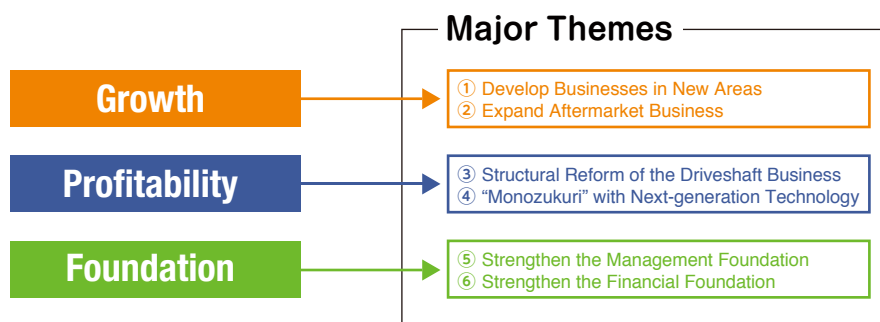 Major Themes
Growth
① Develop Businesses in New Areas
② Expand Aftermarket Business
Profitability
③ Structural Reform of the Driveshaft Business
④ “Monozukuri” with Next-generation Technology
Foundation
⑤ Strengthen the Management Foundation
⑥ Strengthen the Financial Foundation